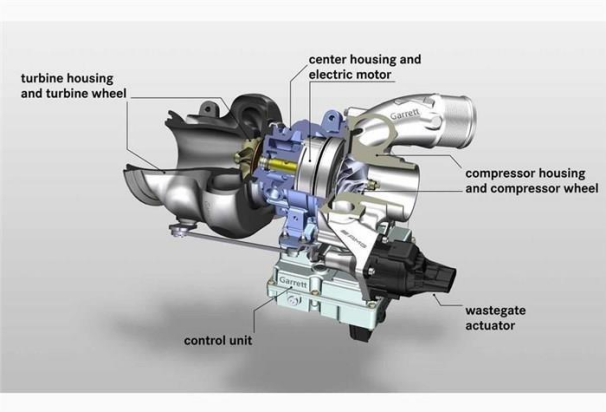 center housing and
electric motor
turbine housing
and turbine wheel
Garrett
compressor housing
and compressor wheel
AMG
Garrett
wastegate
actuator
control unit